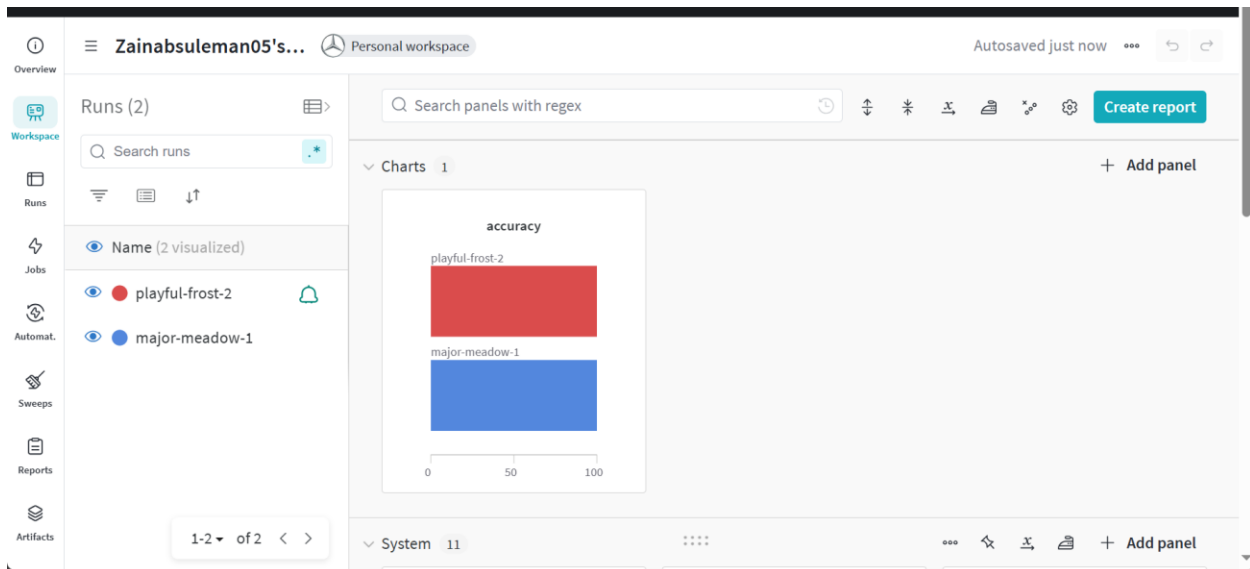 Overview
Workspace
Runs
Jobs
Automat.
Sweeps
Reports
Artifacts
Zainabsuleman05's... Personal workspace
Autosaved just now
Runs (2)
Search runs
.*
Name (2 visualized)
playful-frost-2
major-meadow-1
1-2 of 2 < >
Search panels with regex
Create report
Charts 1
+ Add panel
accuracy
playful-frost-2
major-meadow-1
0 50 100
System 11
+ Add panel